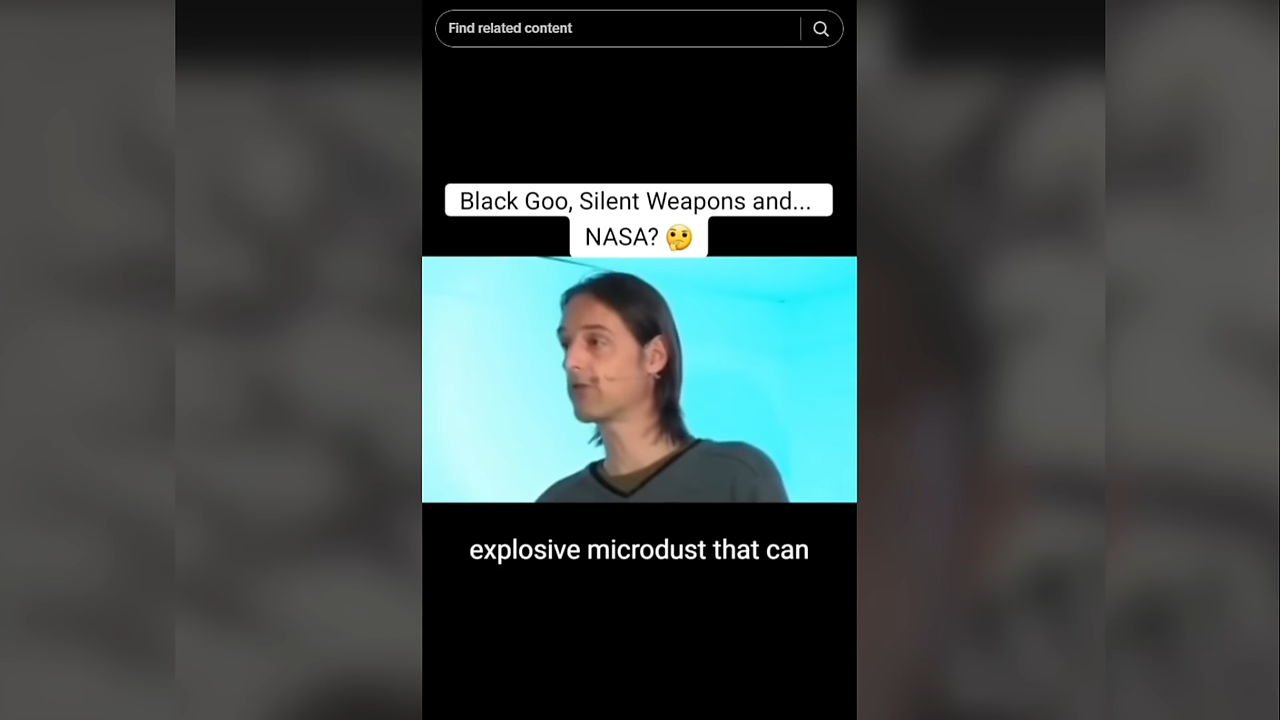 Find related content
Black Goo, Silent Weapons and...
NASA? 🤔
explosive microdust that can